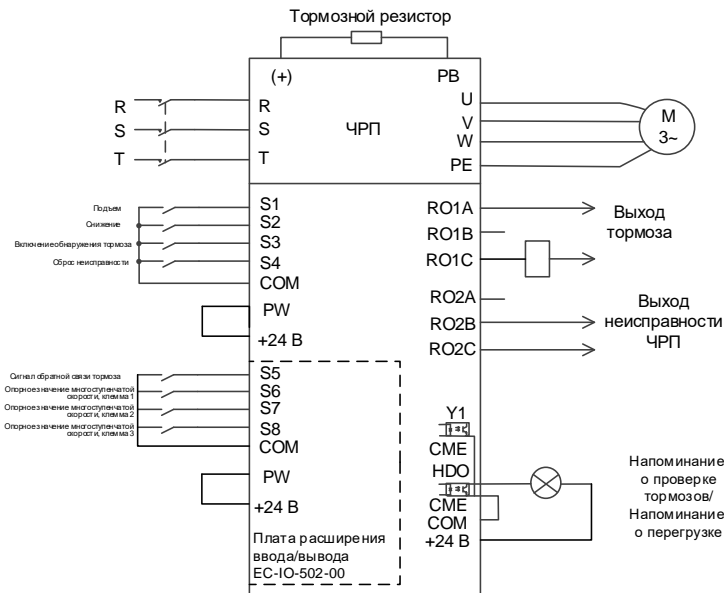 Тормозной резистор
(+)
PB
R
R
S
S
T
T
ЧРП
U
V
W
PE
M
3~
Подъем
S1
Снижение
S2
Включение обнаружения тормоза
S3
Сброс неисправности
S4
COM
PW
+24 В
RO1A
RO1B
RO1C
Выход
тормоза
RO2A
RO2B
RO2C
Выход
неисправности
ЧРП
Сигнал обратной связи тормоза
S5
Опорное значение многоступенчатой
скорости, клемма 1
S6
Опорное значение многоступенчатой
скорости, клемма 2
S7
Опорное значение многоступенчатой
скорости, клемма 3
S8
COM
PW
+24 В
Плата расширения
ввода/вывода
EC-IO-502-00
Y1
CME
HDO
CME
COM
+24 В
Напоминание
о проверке
тормозов/
Напоминание
о перегрузке